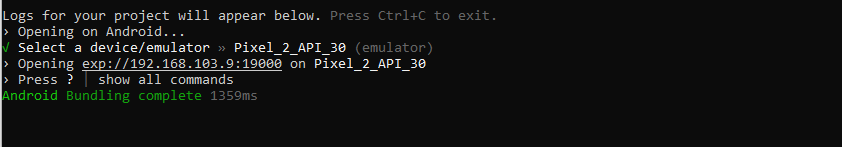 Logs for your project will appear below. Press Ctrl+C to exit.
› Opening on Android...
√ Select a device/emulator » Pixel_2_API_30 (emulator)
› Opening exp://192.168.103.9:19000 on Pixel_2_API_30
› Press ? │ show all commands
Android Bundling complete 1359ms